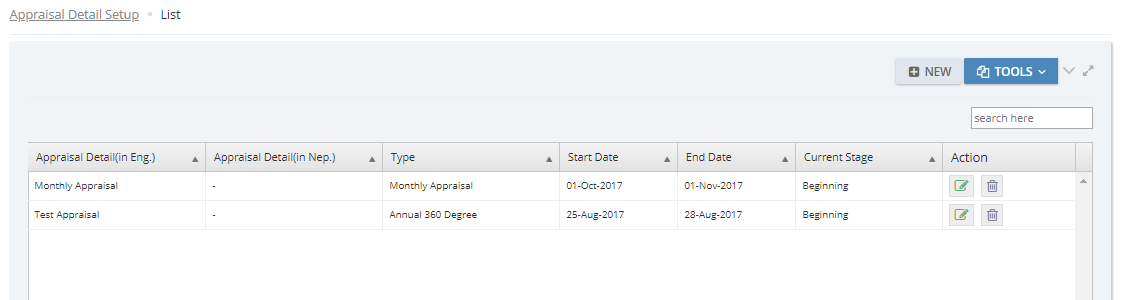 Appraisal Detail Setup • List
NEW TOOLS
search here
Appraisal Detail(in Eng.) Appraisal Detail(in Nep.) Type Start Date End Date Current Stage Action
Monthly Appraisal - Monthly Appraisal 01-Oct-2017 01-Nov-2017 Beginning
Test Appraisal - Annual 360 Degree 25-Aug-2017 28-Aug-2017 Beginning